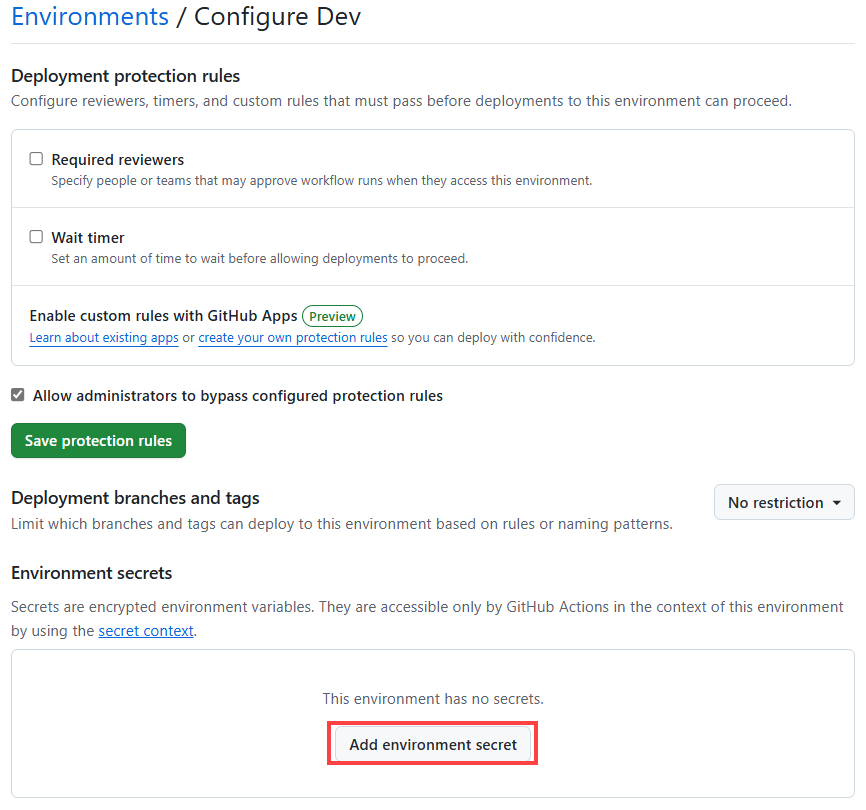 Environments / Configure Dev
Deployment protection rules
Configure reviewers, timers, and custom rules that must pass before deployments to this environment can proceed.
Required reviewers
Specify people or teams that may approve workflow runs when they access this environment.
Wait timer
Set an amount of time to wait before allowing deployments to proceed.
Enable custom rules with GitHub Apps Preview
Learn about existing apps or create your own protection rules so you can deploy with confidence.
Allow administrators to bypass configured protection rules
Save protection rules
Deployment branches and tags
No restriction
Limit which branches and tags can deploy to this environment based on rules or naming patterns.
Environment secrets
Secrets are encrypted environment variables. They are accessible only by GitHub Actions in the context of this environment
by using the secret context.
This environment has no secrets.
Add environment secret